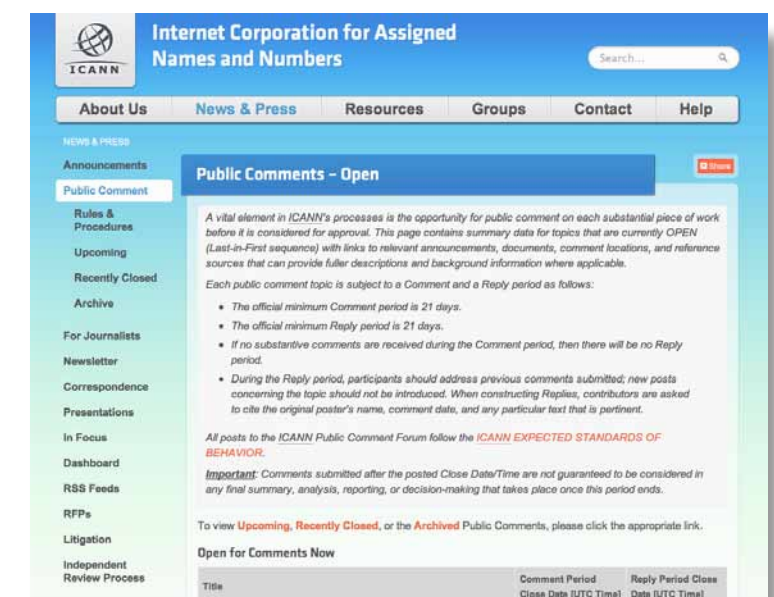 Internet Corporation for Assigned
Names and Numbers
ICANN
Search...
About Us News & Press Resources Groups Contact Help
NEWS & PRESS
Announcements
Public Comment
Rules &
Procedures
Upcoming
Recently Closed
Archive
For Journalists
Newsletter
Correspondence
Presentations
In Focus
Dashboard
RSS Feeds
RFPs
Litigation
Independent
Review Process
Share
Public Comments – Open
A vital element in ICANN's processes is the opportunity for public comment on each substantial piece of work
before it is considered for approval. This page contains summary data for topics that are currently OPEN
(Last-in-First sequence) with links to relevant announcements, documents, comment locations, and reference
sources that can provide fuller descriptions and background information where applicable.
Each public comment topic is subject to a Comment and a Reply period as follows:
• The official minimum Comment period is 21 days.
• The official minimum Reply period is 21 days.
• If no substantive comments are received during the Comment period, then there will be no Reply
period.
• During the Reply period, participants should address previous comments submitted; new posts
concerning the topic should not be introduced. When constructing Replies, contributors are asked
to cite the original poster's name, comment date, and any particular text that is pertinent.
All posts to the ICANN Public Comment Forum follow the ICANN EXPECTED STANDARDS OF
BEHAVIOR.
Important: Comments submitted after the posted Close Date/Time are not guaranteed to be considered in
any final summary, analysis, reporting, or decision-making that takes place once this period ends.
To view Upcoming, Recently Closed, or the Archived Public Comments, please click the appropriate link.
Open for Comments Now
Title
Comment Period
Close Date [UTC Time]
Reply Period Close
Date [UTC Time]